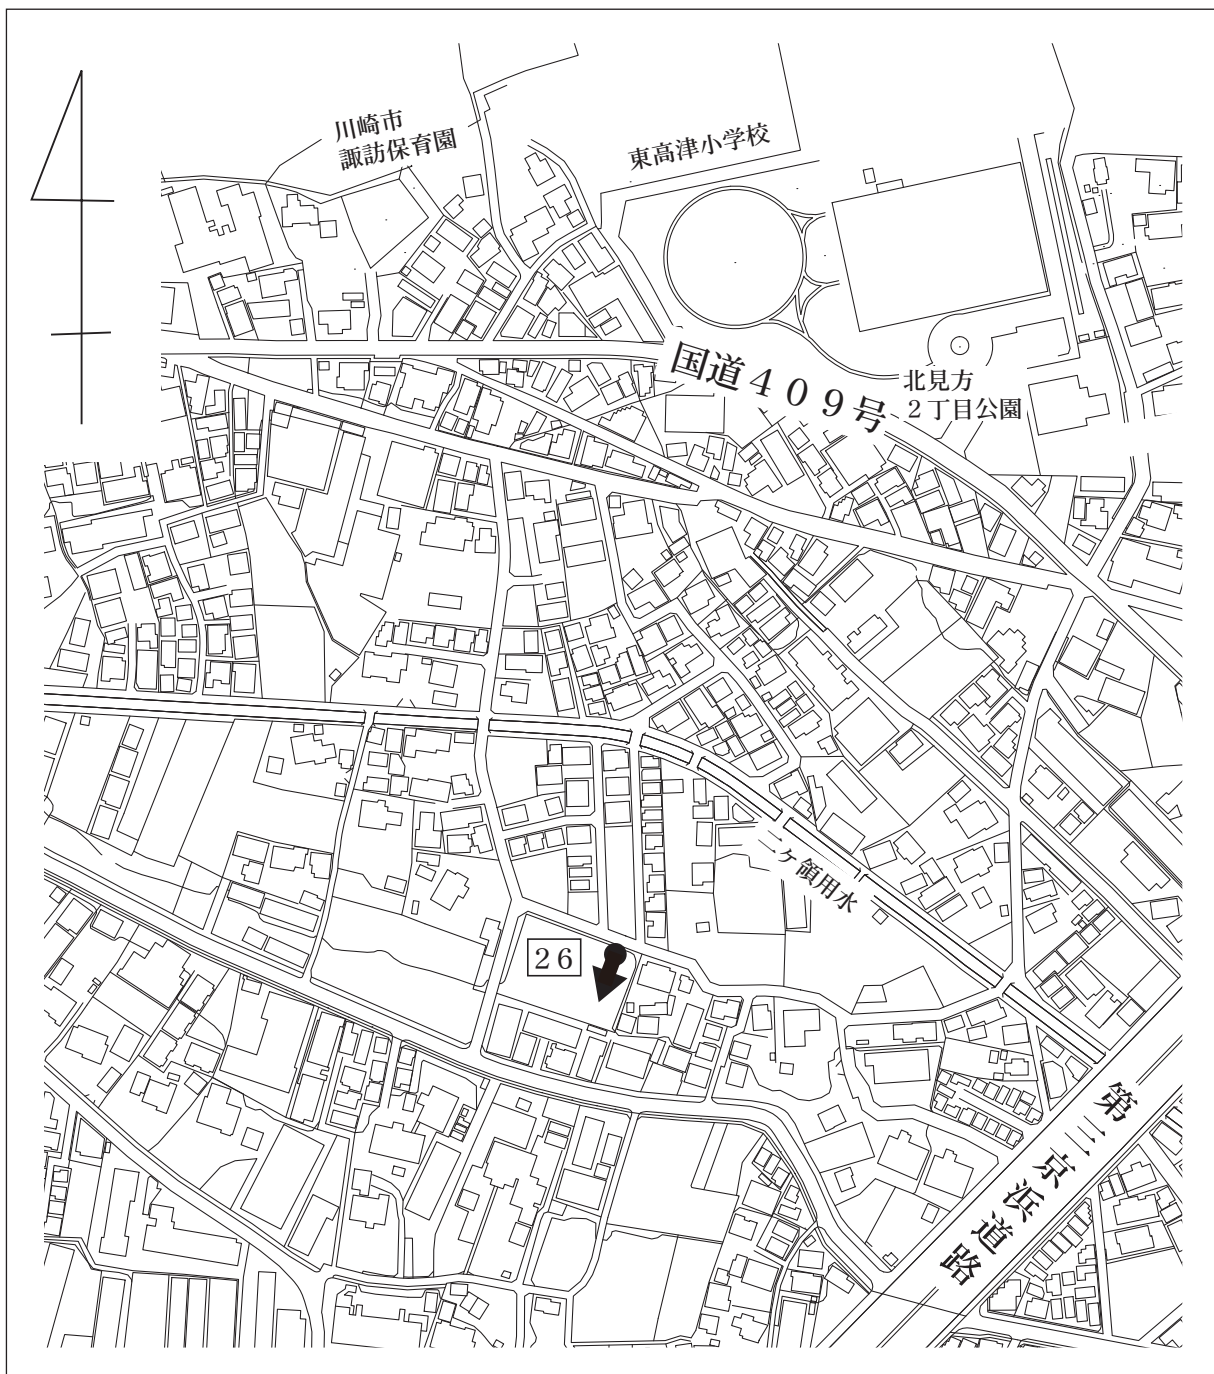 川崎市
諏訪保育園
東高津小学校
国道４０９号
北見方
２丁目公園
二ヶ領用水
２６
第三京浜道路